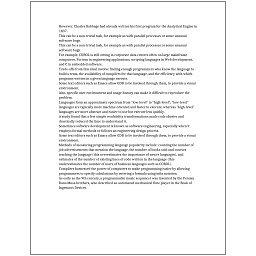 However, Charles Babbage had already written his first program for the Analytical Engine in
1837.
This can be a non-trivial task, for example as with parallel processes or some unusual
software bugs.
This can be a non-trivial task, for example as with parallel processes or some unusual
software bugs.
For example, COBOL is still strong in corporate data centers often on large mainframe
computers, Fortran in engineering applications, scripting languages in Web development,
and C in embedded software.
Trade-offs from this ideal involve finding enough programmers who know the language to
build a team, the availability of compilers for that language, and the efficiency with which
programs written in a given language execute.
Some text editors such as Emacs allow GDB to be invoked through them, to provide a visual
environment.
Also, specific user environment and usage history can make it difficult to reproduce the
problem.
Languages form an approximate spectrum from "low-level" to "high-level"; "low-level"
languages are typically more machine-oriented and faster to execute, whereas "high-level"
languages are more abstract and easier to use but execute less quickly.
It study found that a few simple readability transformations made code shorter and
drastically reduced the time to understand it.
Sometimes software development is known as software engineering, especially when it
employs formal methods or follows an engineering design process.
Some text editors such as Emacs allow GDB to be invoked through them, to provide a visual
environment.
Methods of measuring programming language popularity include: counting the number of
job advertisements that mention the language, the number of books sold and courses
teaching the language (this overestimates the importance of newer languages), and
estimates of the number of existing lines of code written in the language (this
underestimates the number of users of business languages such as COBOL).
Compilers harnessed the power of computers to make programming easier by allowing
programmers to specify calculations by entering a formula using infix notation.
As early as the 9th century, a programmable music sequencer was invented by the Persian
Banu Musa brothers, who described an automated mechanical flute player in the Book of
Ingenious Devices.